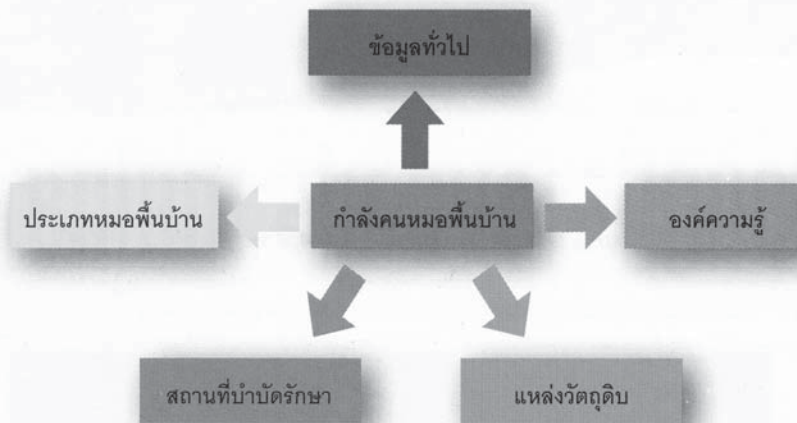 ข้อมูลทั่วไป
ประเภทหมอพื้นบ้าน
กำลังคนหมอพื้นบ้าน
องค์ความรู้
สถานที่บำบัดรักษา
แหล่งวัตถุดิบ